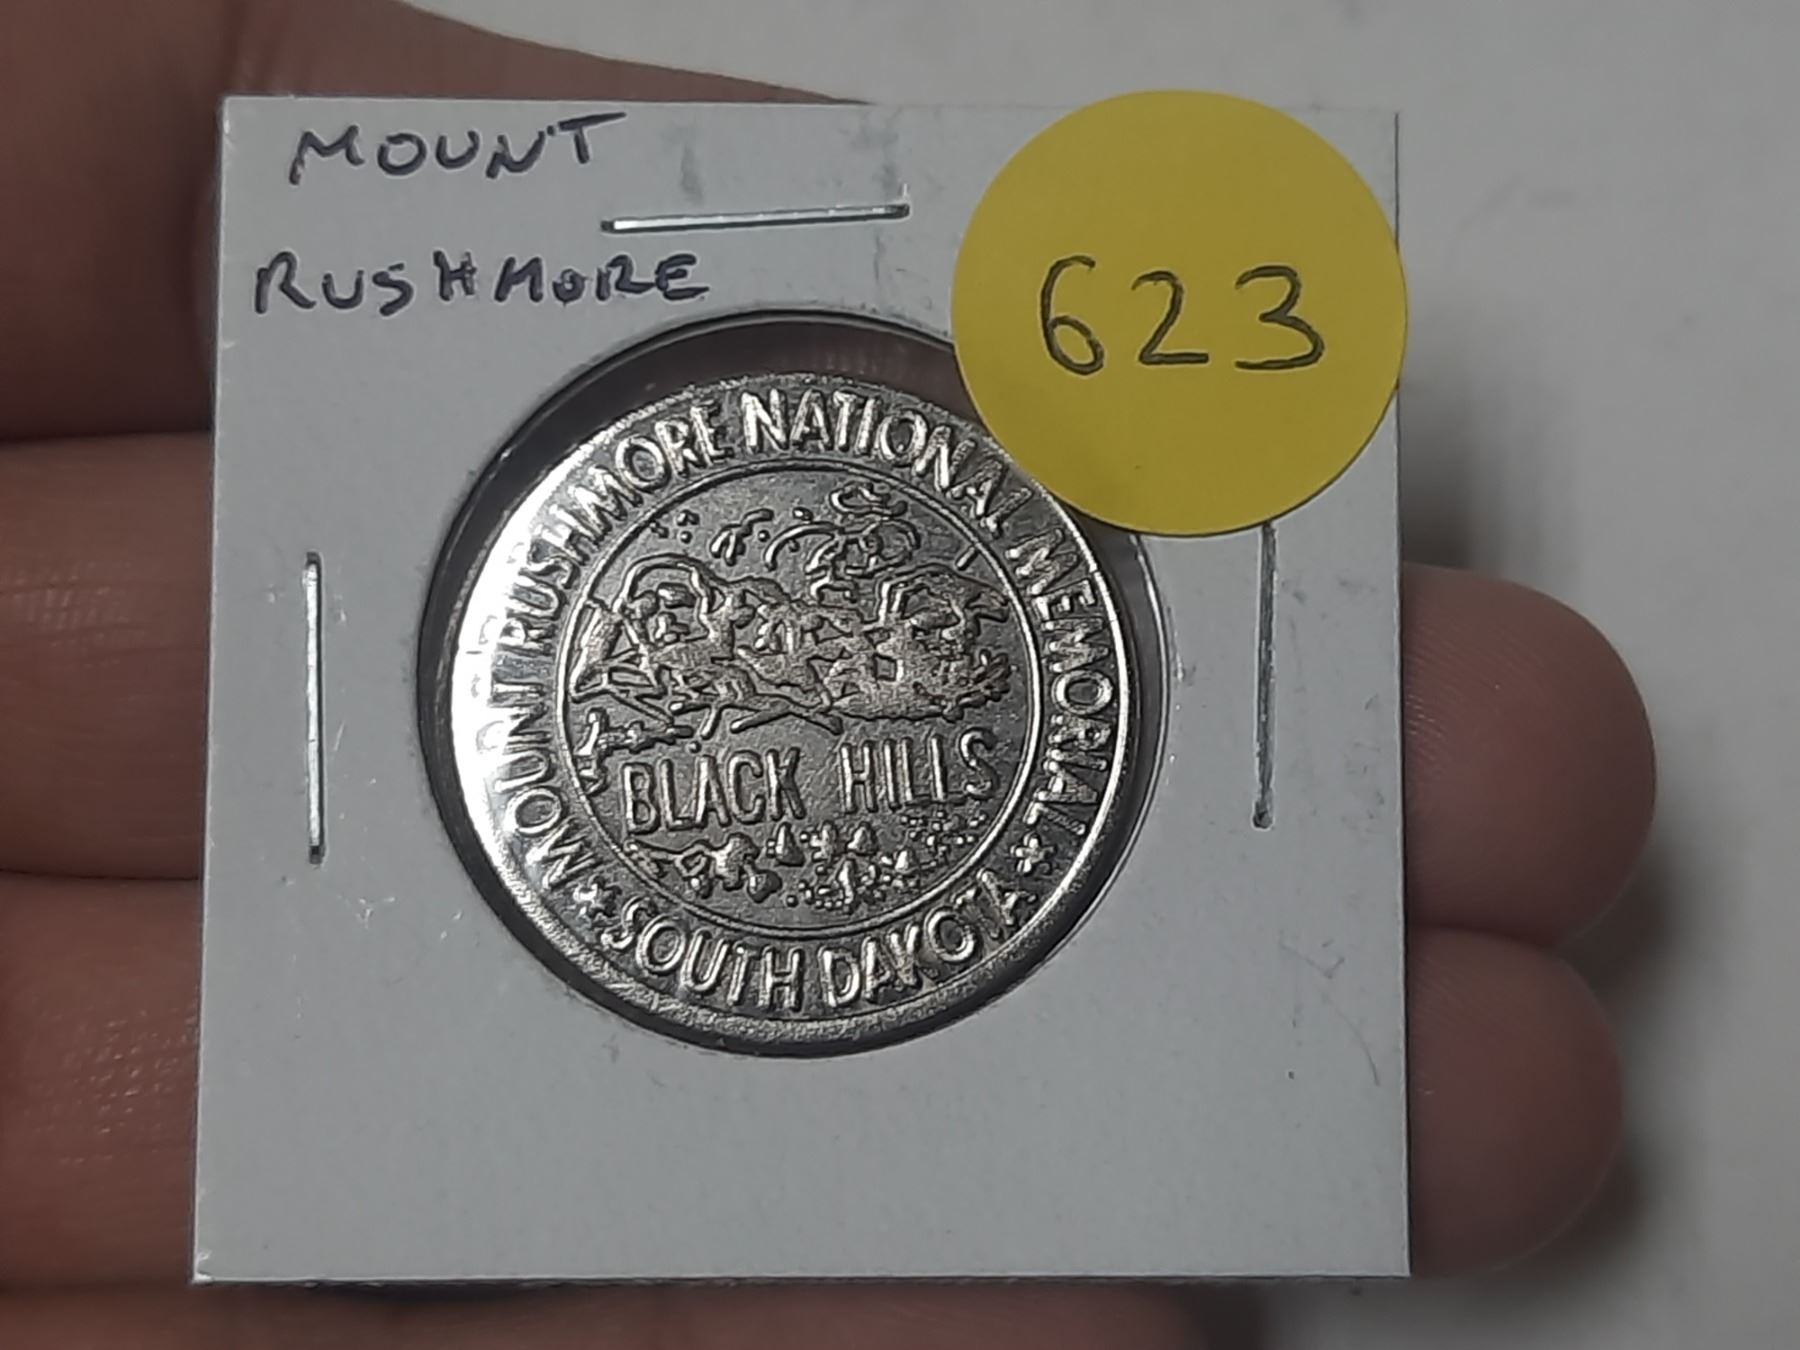 MOUNT
RUSHMORE
623
MOUNT RUSHMORE NATIONAL MEMORIAL
BLACK HILLS
* SOUTH DAKOTA *